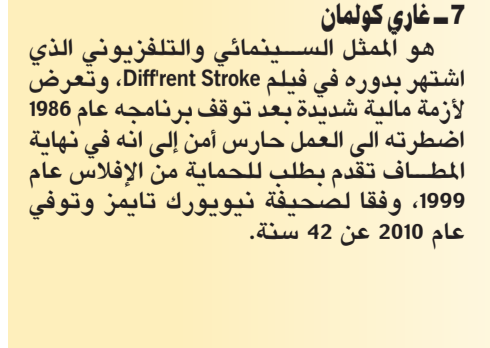 7 ـ غاري كولمان
هو الممثل الســينمائي والتلفزيوني الذي
اشتهر بدوره في فيلم Diff'rent Stroke، وتعرض
لأزمة مالية شديدة بعد توقف برنامجه عام 1986
اضطرته الى العمل حارس أمن إلى انه في نهاية
المطــاف تقدم بطلب للحماية من الإفلاس عام
1999، وفقا لصحيفة نيويورك تايمز وتوفي
عام 2010 عن 42 سنة.